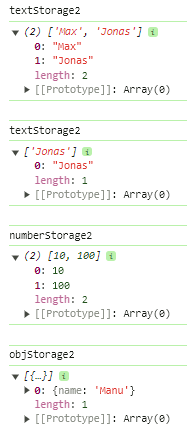 textStorage2
▼ (2) ['Max', 'Jonas'] i
0: "Max"
1: "Jonas"
length: 2
▶ [[Prototype]]: Array(0)
textStorage2
▼ ['Jonas'] i
0: "Jonas"
length: 1
▶ [[Prototype]]: Array(0)
numberStorage2
▼ (2) [10, 100] i
0: 10
1: 100
length: 2
▶ [[Prototype]]: Array(0)
objStorage2
▼ [{…}] i
▶ 0: {name: 'Manu'}
length: 1
▶ [[Prototype]]: Array(0)